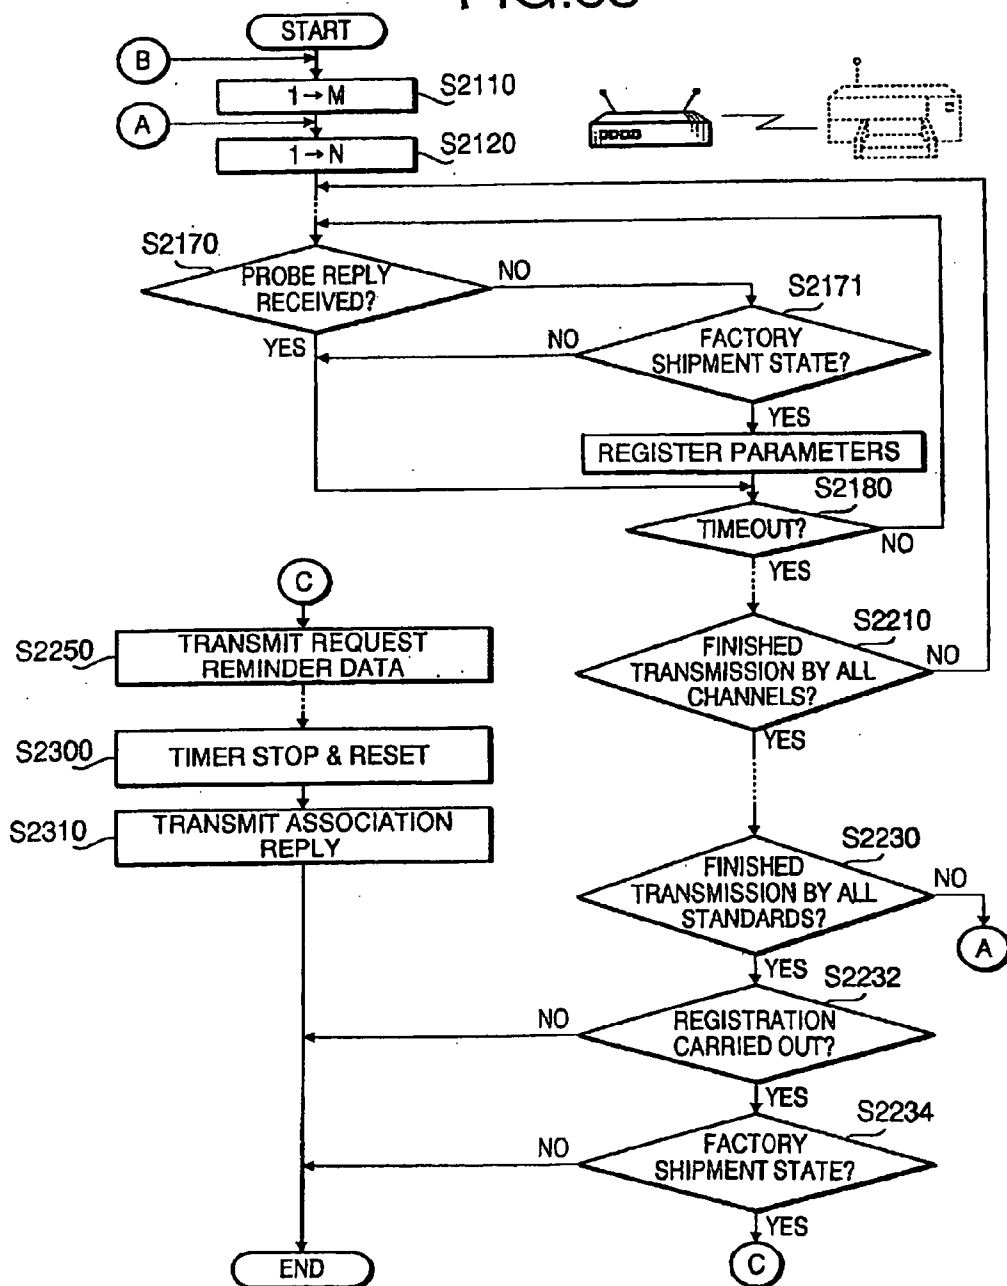 START
B
1→M
S2110
A
1→N
S2120
S2170
PROBE REPLY
RECEIVED?
NO
YES
S2171
FACTORY
SHIPMENT STATE?
NO
YES
REGISTER PARAMETERS
S2180
TIMEOUT?
NO
YES
S2210
FINISHED
TRANSMISSION BY ALL
CHANNELS?
NO
YES
S2230
FINISHED
TRANSMISSION BY ALL
STANDARDS?
NO
A
YES
S2232
REGISTRATION
CARRIED OUT?
NO
YES
S2234
FACTORY
SHIPMENT STATE?
NO
YES
C
C
S2250
TRANSMIT REQUEST
REMINDER DATA
S2300
TIMER STOP & RESET
S2310
TRANSMIT ASSOCIATION
REPLY
END